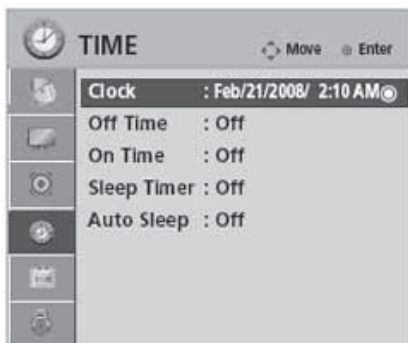 TIME Move Enter
Clock : Feb/21/2008/ 2:10 AM
Off Time : Off
On Time : Off
Sleep Timer : Off
Auto Sleep : Off